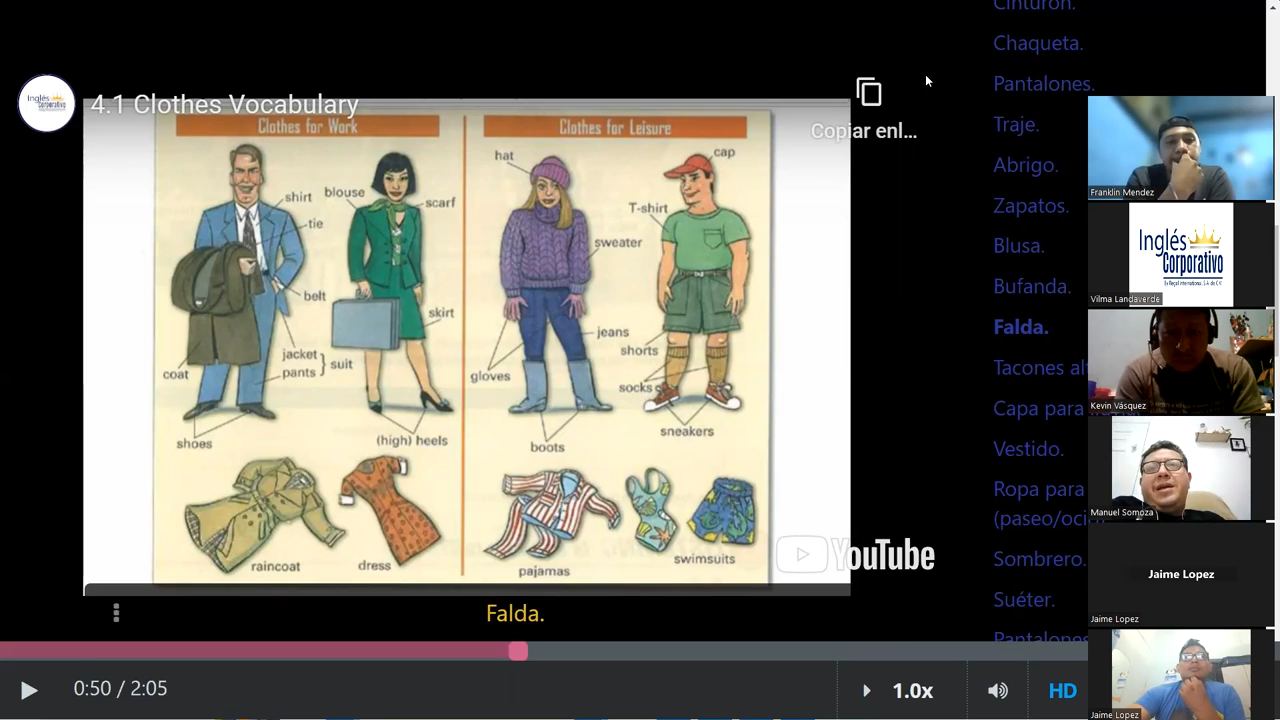 4.1 Clothes Vocabulary
Copiar enl...
Inglés
Corporativo
Clothes for Work
Clothes for Leisure
shirt
blouse
scarf
tie
belt
skirt
jacket
pants
suit
coat
shoes
(high) heels
raincoat
dress
hat
cap
T-shirt
sweater
jeans
shorts
gloves
socks
sneakers
boots
pajamas
swimsuits
YouTube
Falda.
0:50 / 2:05
1.0x
HD
Cinturón.
Chaqueta.
Pantalones.
Traje.
Abrigo.
Zapatos.
Blusa.
Bufanda.
Falda.
Tacones al
Capa para
Vestido.
Ropa para
(paseo/oci
Sombrero.
Suéter.
Pantalones
Franklin Mendez
Inglés
Corporativo
Vilma Landaverde
Kevin Vásquez
Manuel Somoza
Jaime Lopez
Jaime Lopez
Jaime Lopez